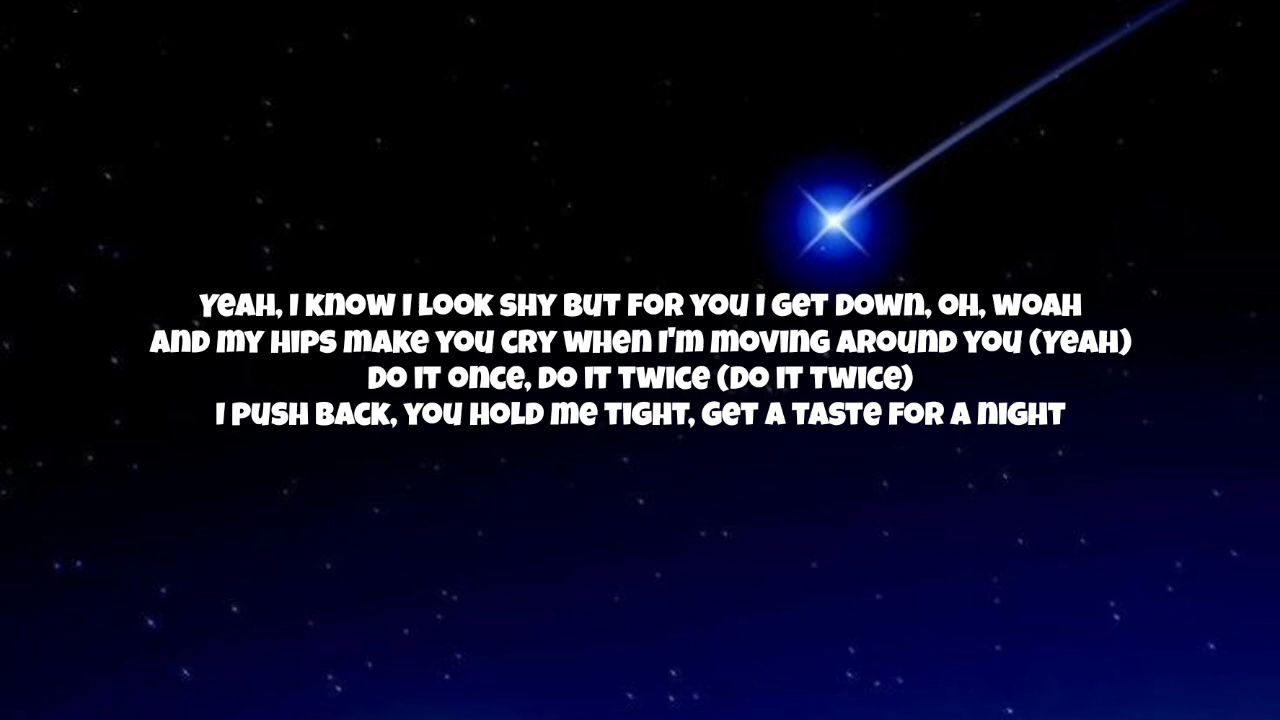 Yeah, I know I look shy but for you I get down, oh, woah
And my hips make you cry when I'm moving around you (yeah)
Do it once, do it twice (do it twice)
I push back, you hold me tight, get a taste for a night